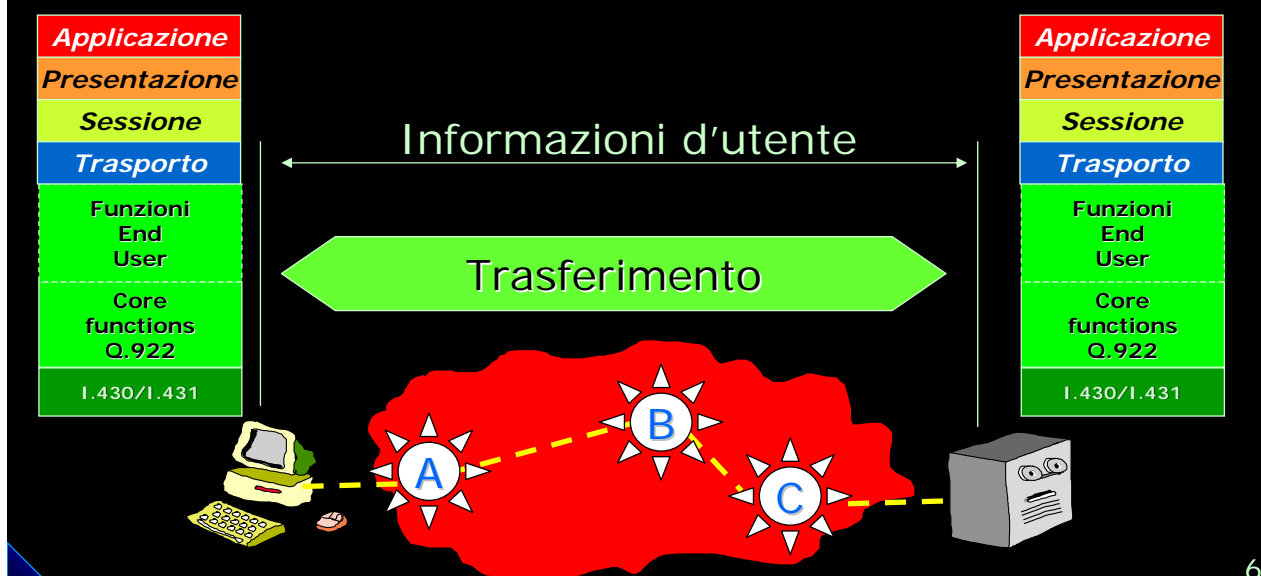 Applicazione
Presentazione
Sessione
Trasporto
Funzioni
End
User
Core
functions
Q.922
I.430/I.431
Informazioni d'utente
Trasferimento
A
B
C
Applicazione
Presentazione
Sessione
Trasporto
Funzioni
End
User
Core
functions
Q.922
I.430/I.431
6